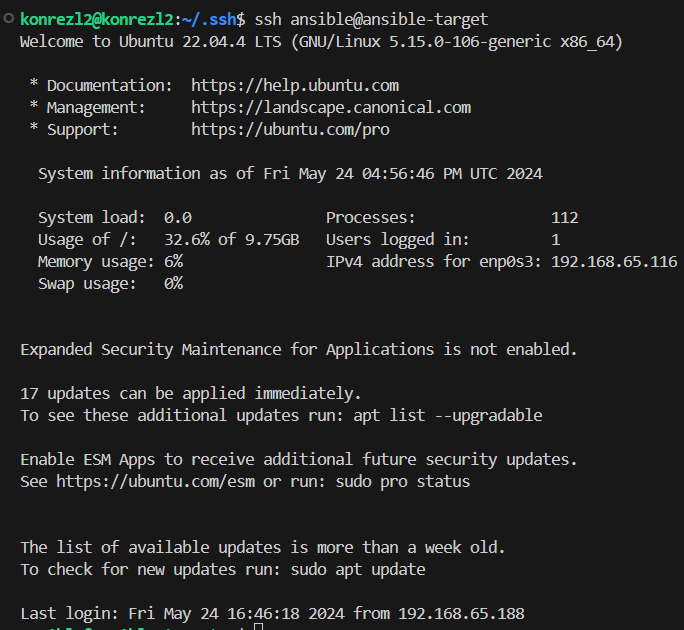 konrezl2@konrezl2:~/.ssh$ ssh ansible@ansible-target
Welcome to Ubuntu 22.04.4 LTS (GNU/Linux 5.15.0-106-generic x86_64)
* Documentation: https://help.ubuntu.com
* Management: https://landscape.canonical.com
* Support: https://ubuntu.com/pro
System information as of Fri May 24 04:56:46 PM UTC 2024
System load: 0.0 Processes: 112
Usage of /: 32.6% of 9.75GB Users logged in: 1
Memory usage: 6% IPv4 address for enp0s3: 192.168.65.116
Swap usage: 0%
Expanded Security Maintenance for Applications is not enabled.
17 updates can be applied immediately.
To see these additional updates run: apt list --upgradable
Enable ESM Apps to receive additional future security updates.
See https://ubuntu.com/esm or run: sudo pro status
The list of available updates is more than a week old.
To check for new updates run: sudo apt update
Last login: Fri May 24 16:46:18 2024 from 192.168.65.188